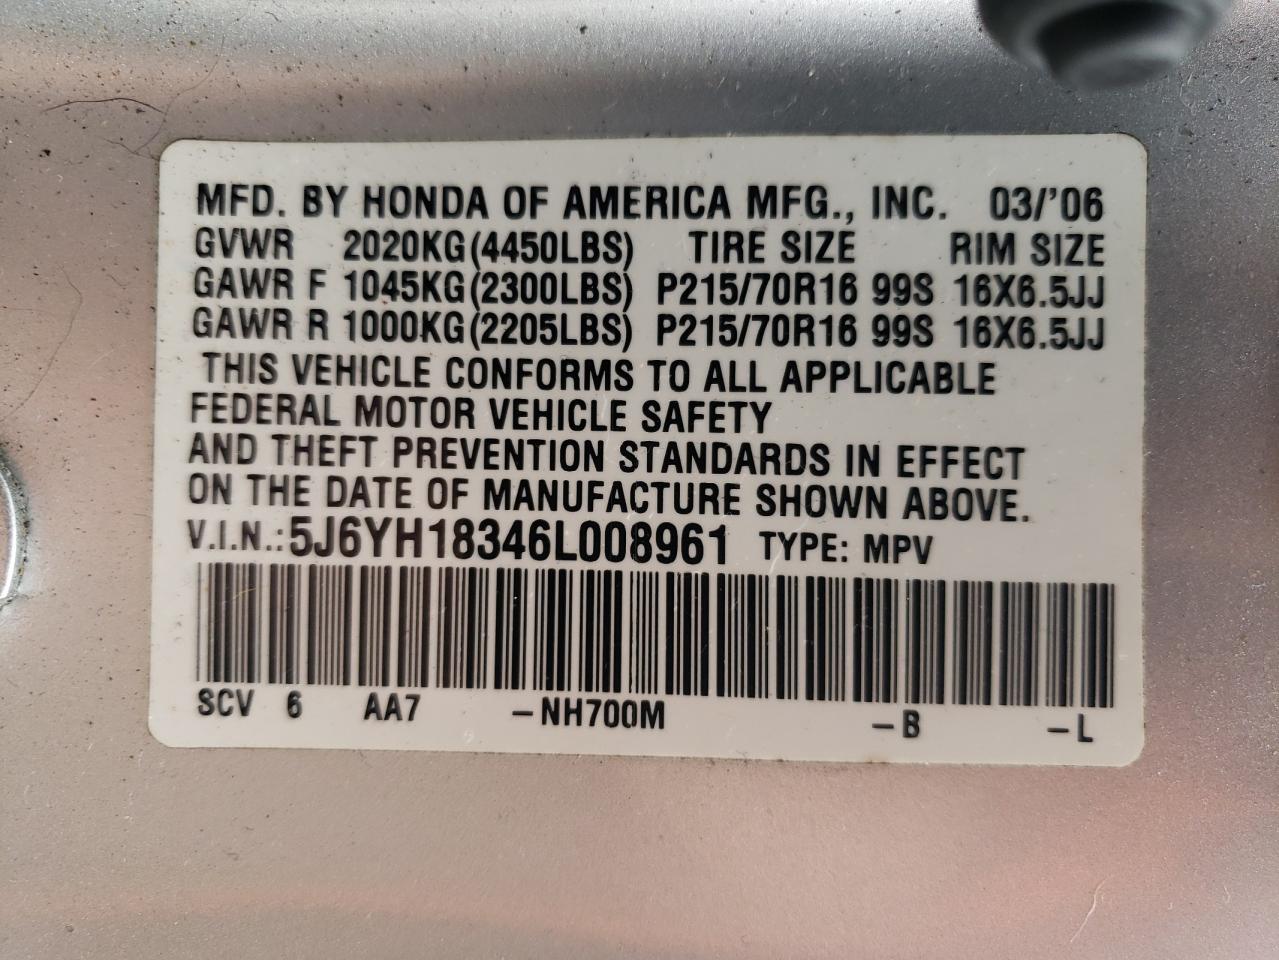 MFD. BY HONDA OF AMERICA MFG., INC. 03/'06
GVWR 2020KG(4450LBS) TIRE SIZE RIM SIZE
GAWR F 1045KG(2300LBS) P215/70R16 99S 16X6.5JJ
GAWR R 1000KG(2205LBS) P215/70R16 99S 16X6.5JJ
THIS VEHICLE CONFORMS TO ALL APPLICABLE
FEDERAL MOTOR VEHICLE SAFETY
AND THEFT PREVENTION STANDARDS IN EFFECT
ON THE DATE OF MANUFACTURE SHOWN ABOVE.
V.I.N.:5J6YH18346L008961 TYPE: MPV
SCV 6 AA7 -NH700M -B -L